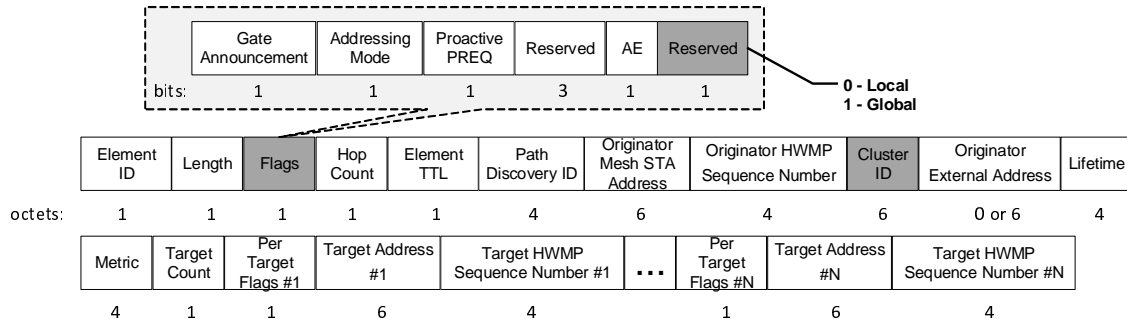 Gate Announcement Addressing Mode Proactive PREQ Reserved AE Reserved
bits: 1 1 1 3 1 1
0 - Local
1 - Global
Element ID Length Flags Hop Count Element TTL Path Discovery ID Originator Mesh STA Address Originator HWMP Sequence Number Cluster ID Originator External Address Lifetime
octets: 1 1 1 1 1 4 6 4 6 0 or 6 4
Metric Target Count Per Target Flags #1 Target Address #1 Target HWMP Sequence Number #1 ... Per Target Flags #N Target Address #N Target HWMP Sequence Number #N
4 1 1 6 4 1 6 4